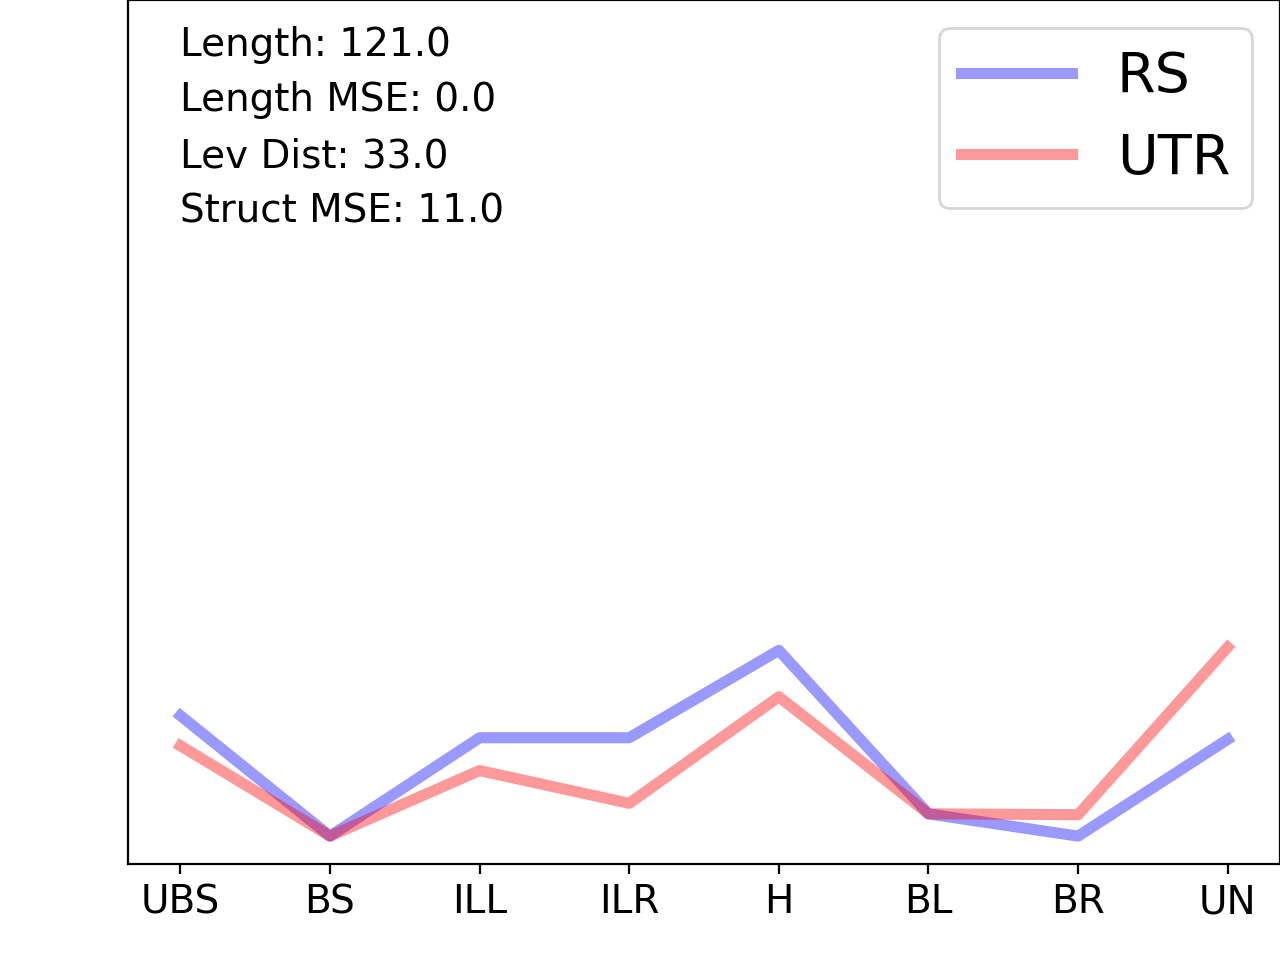 Length: 121.0
Length MSE: 0.0
Lev Dist: 33.0
Struct MSE: 11.0
RS
UTR
UBS BS ILL ILR H BL BR UN